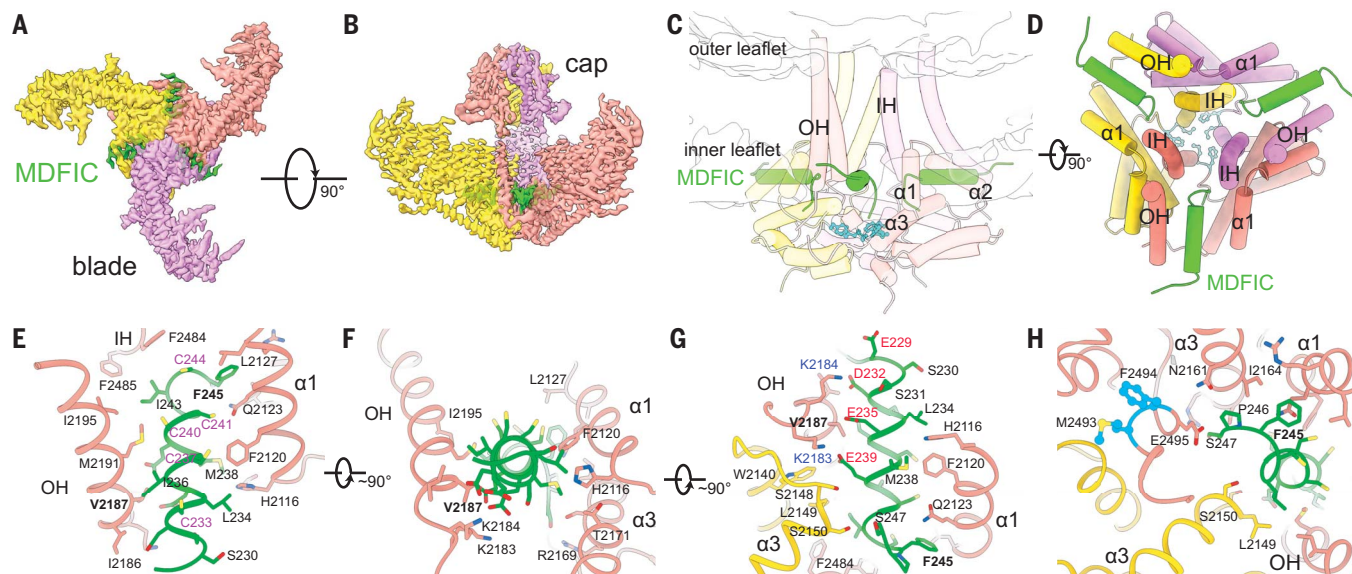 A
MDFIC
blade
90°
B
cap
C
outer leaflet
IH
OH
inner leaflet
MDFIC
α1
α2
α3
90°
D
OH
α1
IH
α1
IH
OH
IH
OH
α1
MDFIC
E
IH
F2484
C244
L2127
F2485
F245
α1
I243
Q2123
I2195
C241
C240
F2120
M2191
M238
I236
H2116
OH
V2187
L234
C233
S230
I2186
~90°
F
L2127
OH
I2195
α1
F2120
H2116
V2187
α3
K2184
T2171
K2183
R2169
~90°
G
E229
K2184
S230
D232
OH
S231
V2187
E235
L234
H2116
K2183
E239
F2120
W2140
M238
S2148
Q2123
L2149
S247
S2150
α1
α3
F2484
F245
H
α3
α1
F2494
N2161
I2164
M2493
P246
E2495
F245
S247
S2150
L2149
α3
OH